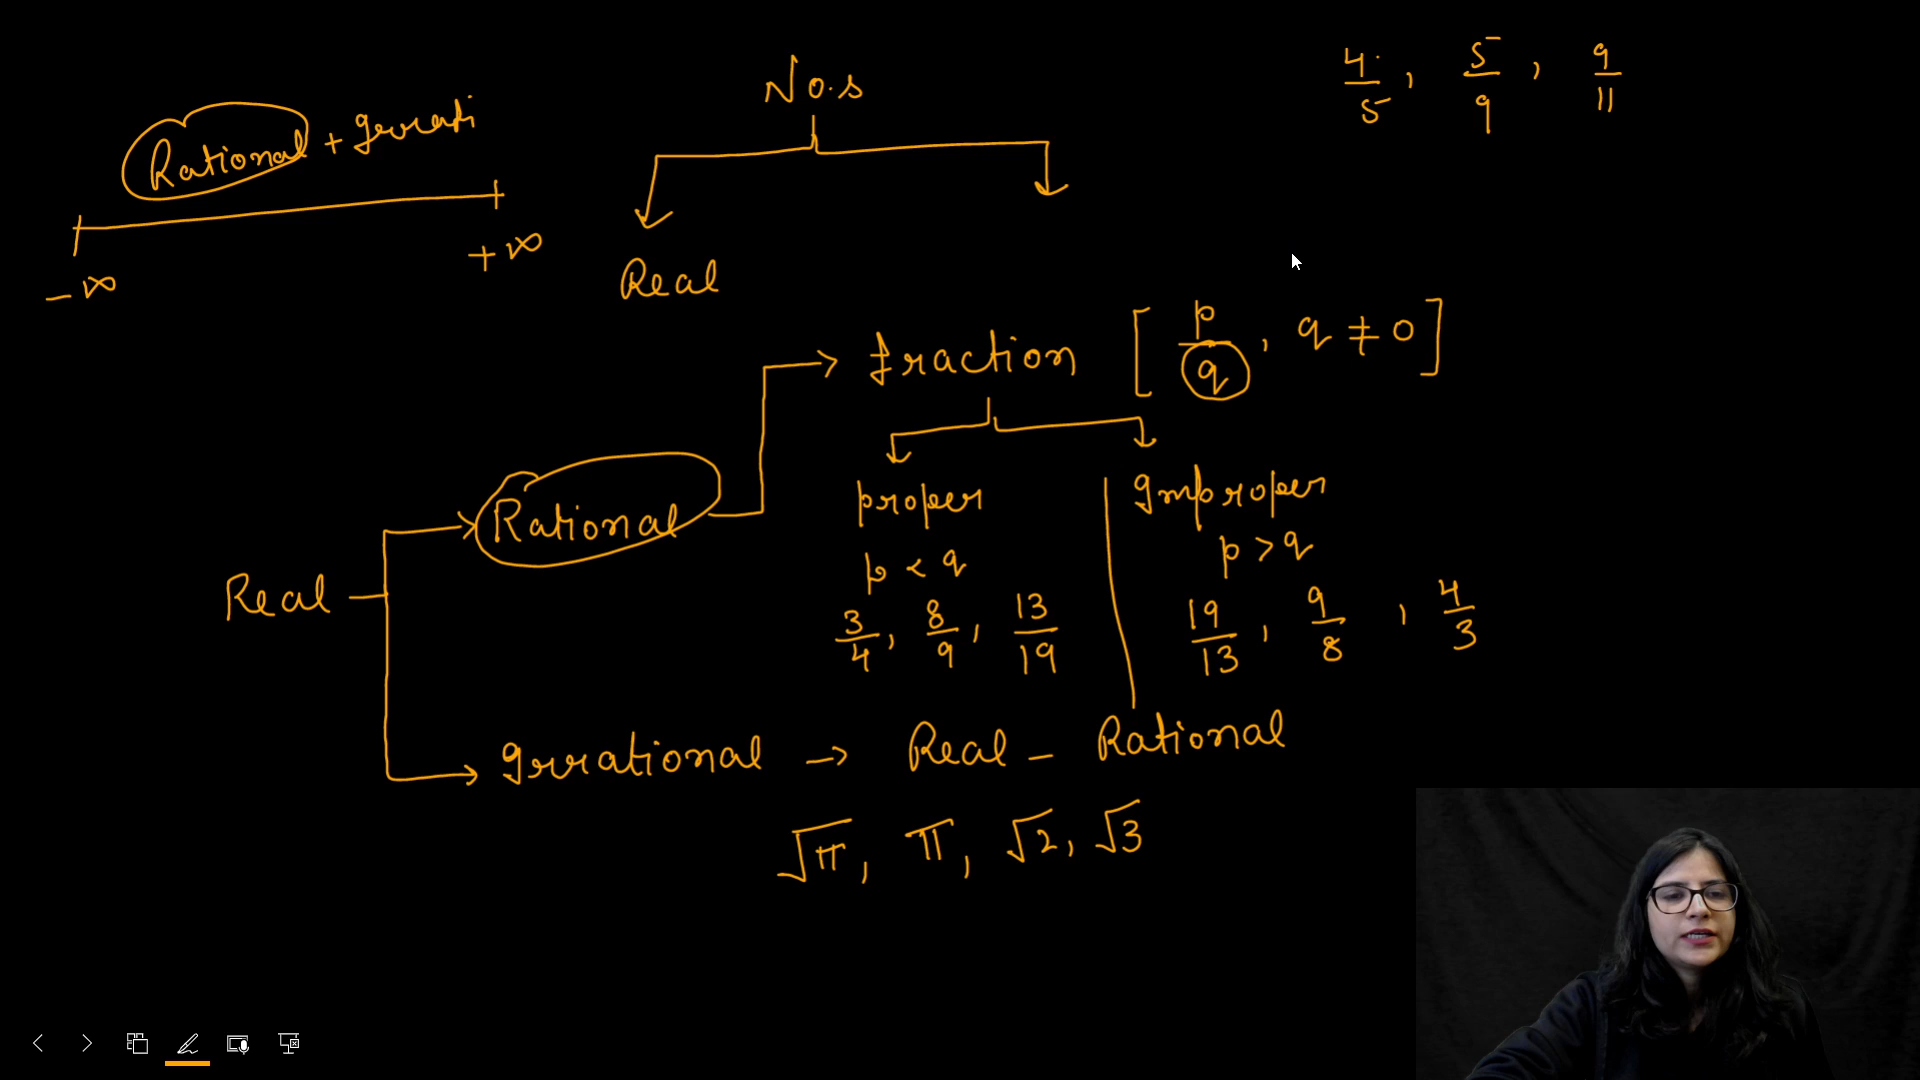 No.s
4/5, 5/9, 9/11
Rational + Irrati
-∞ +∞
Real
fraction [p/q, q ≠ 0]
proper Improper
p < q p > q
3/4, 8/9, 13/19 19/13, 9/8, 4/3
Rational
Real
Irrational → Real - Rational
√π, π, √2, √3